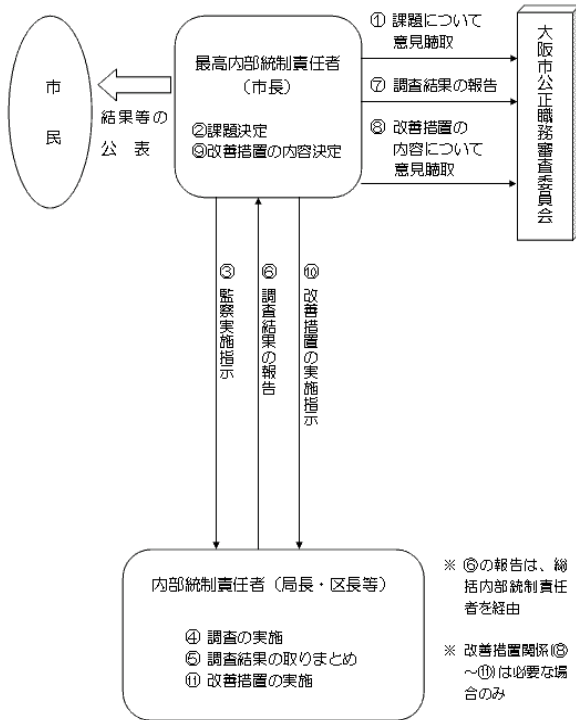 市
民
結果等の
公表
最高内部統制責任者
（市長）
②課題決定
⑨改善措置の内容決定
① 課題について
意見聴取
⑦ 調査結果の報告
⑧ 改善措置の
内容について
意見聴取
大阪市公正職務審査委員会
③ 監察実施指示
⑥ 調査結果の報告
⑩ 改善措置の実施指示
内部統制責任者（局長・区長等）
④ 調査の実施
⑤ 調査結果の取りまとめ
⑪ 改善措置の実施
※ ⑥の報告は、総
括内部統制責任
者を経由
※ 改善措置関係（⑧
～⑪）は必要な場
合のみ